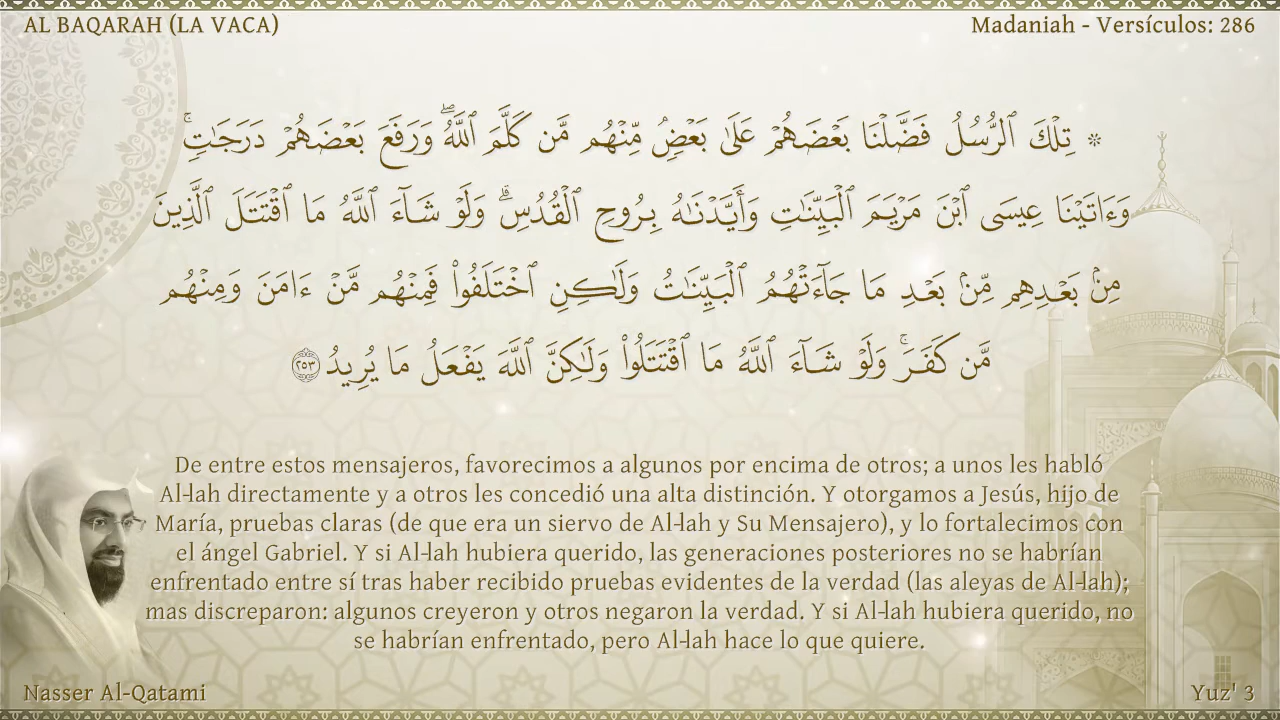 AL BAQARAH (LA VACA)
Madaniah - Versículos: 286
۞ تِلْكَ ٱلرُّسُلُ فَضَّلْنَا بَعْضَهُمْ عَلَىٰ بَعْضٍۘ مِّنْهُم مَّن كَلَّمَ ٱللَّهُۖ وَرَفَعَ بَعْضَهُمْ دَرَجَٰتٍۚ
وَءَاتَيْنَا عِيسَى ٱبْنَ مَرْيَمَ ٱلْبَيِّنَٰتِ وَأَيَّدْنَٰهُ بِرُوحِ ٱلْقُدُسِۗ وَلَوْ شَآءَ ٱللَّهُ مَا ٱقْتَتَلَ ٱلَّذِينَ
مِنۢ بَعْدِهِم مِّنۢ بَعْدِ مَا جَآءَتْهُمُ ٱلْبَيِّنَٰتُ وَلَٰكِنِ ٱخْتَلَفُوا۟ فَمِنْهُم مَّنْ ءَامَنَ وَمِنْهُم
مَّن كَفَرَۚ وَلَوْ شَآءَ ٱللَّهُ مَا ٱقْتَتَلُوا۟ وَلَٰكِنَّ ٱللَّهَ يَفْعَلُ مَا يُرِيدُ ٢٥٣
De entre estos mensajeros, favorecimos a algunos por encima de otros; a unos les habló
Al-lah directamente y a otros les concedió una alta distinción. Y otorgamos a Jesús, hijo de
María, pruebas claras (de que era un siervo de Al-lah y Su Mensajero), y lo fortalecimos con
el ángel Gabriel. Y si Al-lah hubiera querido, las generaciones posteriores no se habrían
enfrentado entre sí tras haber recibido pruebas evidentes de la verdad (las aleyas de Al-lah);
mas discreparon: algunos creyeron y otros negaron la verdad. Y si Al-lah hubiera querido, no
se habrían enfrentado, pero Al-lah hace lo que quiere.
Nasser Al-Qatami
Yuz' 3